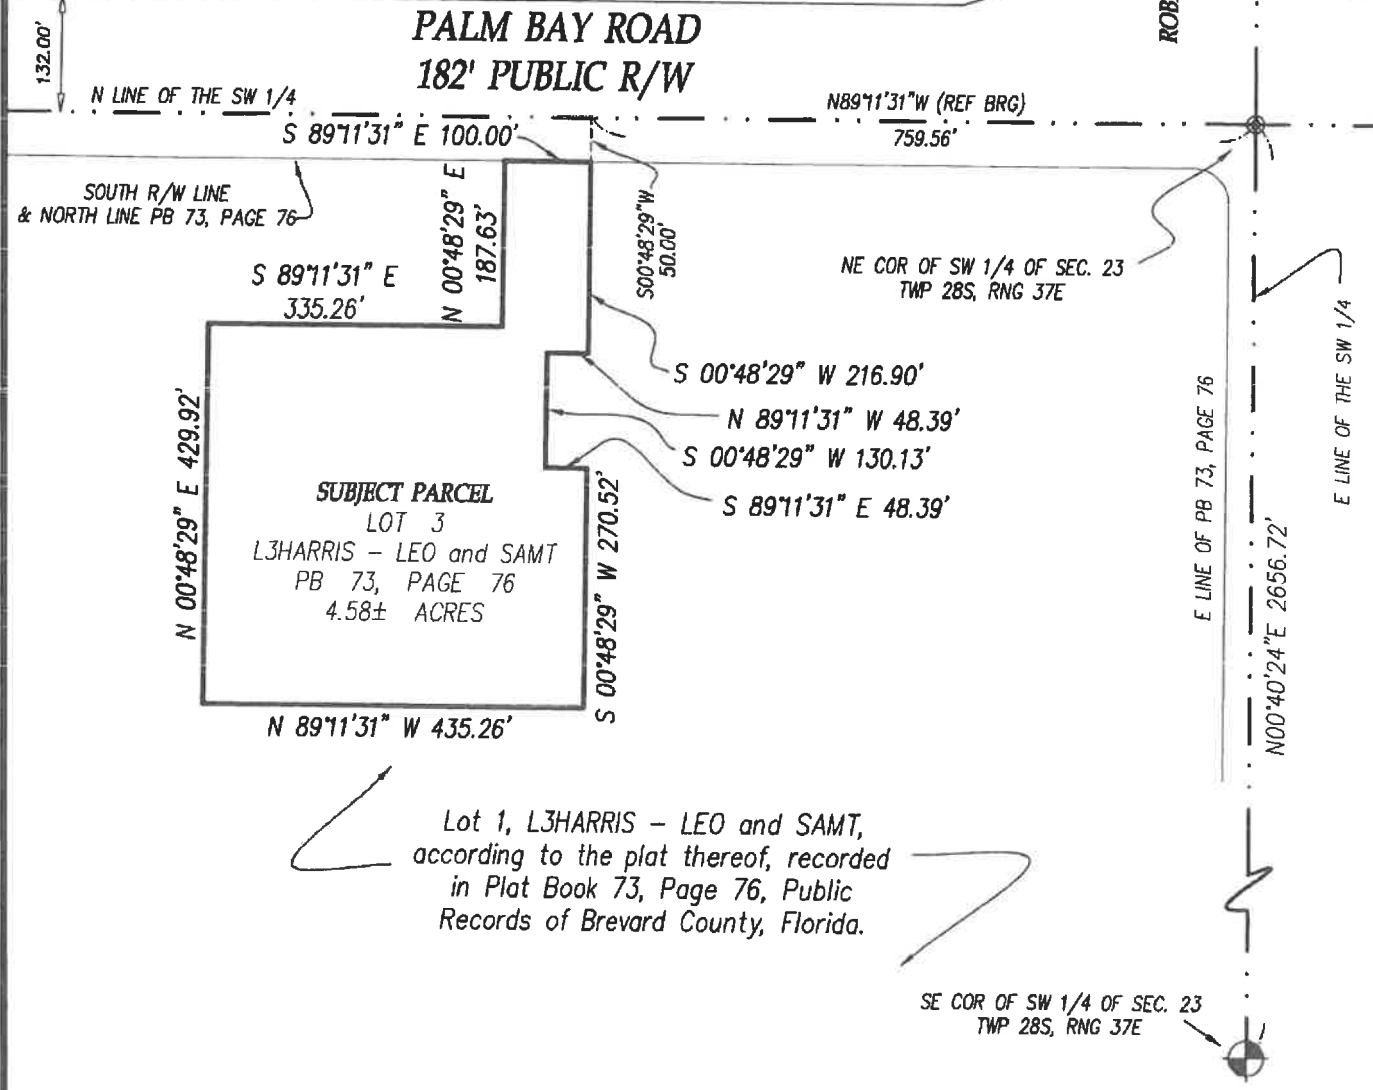 PALM BAY ROAD
182' PUBLIC R/W
132.00'
N LINE OF THE SW 1/4
N89°11'31"W (REF BRG)
759.56'
S 89°11'31" E 100.00'
SOUTH R/W LINE
& NORTH LINE PB 73, PAGE 76
N 00°48'29" E
187.63'
S00°48'29"W
50.00'
S 89°11'31" E
335.26'
NE COR OF SW 1/4 OF SEC. 23
TWP 28S, RNG 37E
E LINE OF THE SW 1/4
S 00°48'29" W 216.90'
N 89°11'31" W 48.39'
S 00°48'29" W 130.13'
S 89°11'31" E 48.39'
E LINE OF PB 73, PAGE 76
N 00°48'29" E 429.92'
SUBJECT PARCEL
LOT 3
L3HARRIS – LEO and SAMT
PB 73, PAGE 76
4.58± ACRES
S 00°48'29" W 270.52'
N00°40'24"E 2656.72'
N 89°11'31" W 435.26'
Lot 1, L3HARRIS – LEO and SAMT,
according to the plat thereof, recorded
in Plat Book 73, Page 76, Public
Records of Brevard County, Florida.
SE COR OF SW 1/4 OF SEC. 23
TWP 28S, RNG 37E